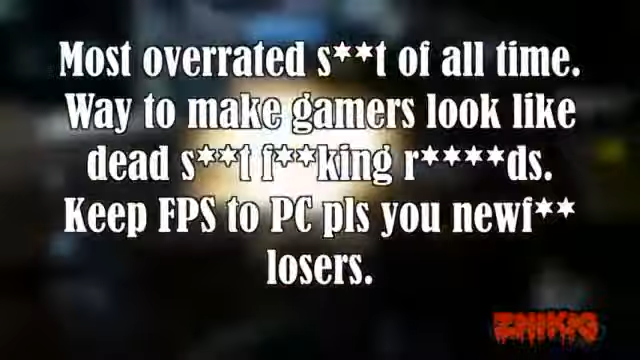 Most overrated s**t of all time.
Way to make gamers look like
dead s**t f**king r****ds.
Keep FPS to PC pls you newf**
losers.
ZNIKIG